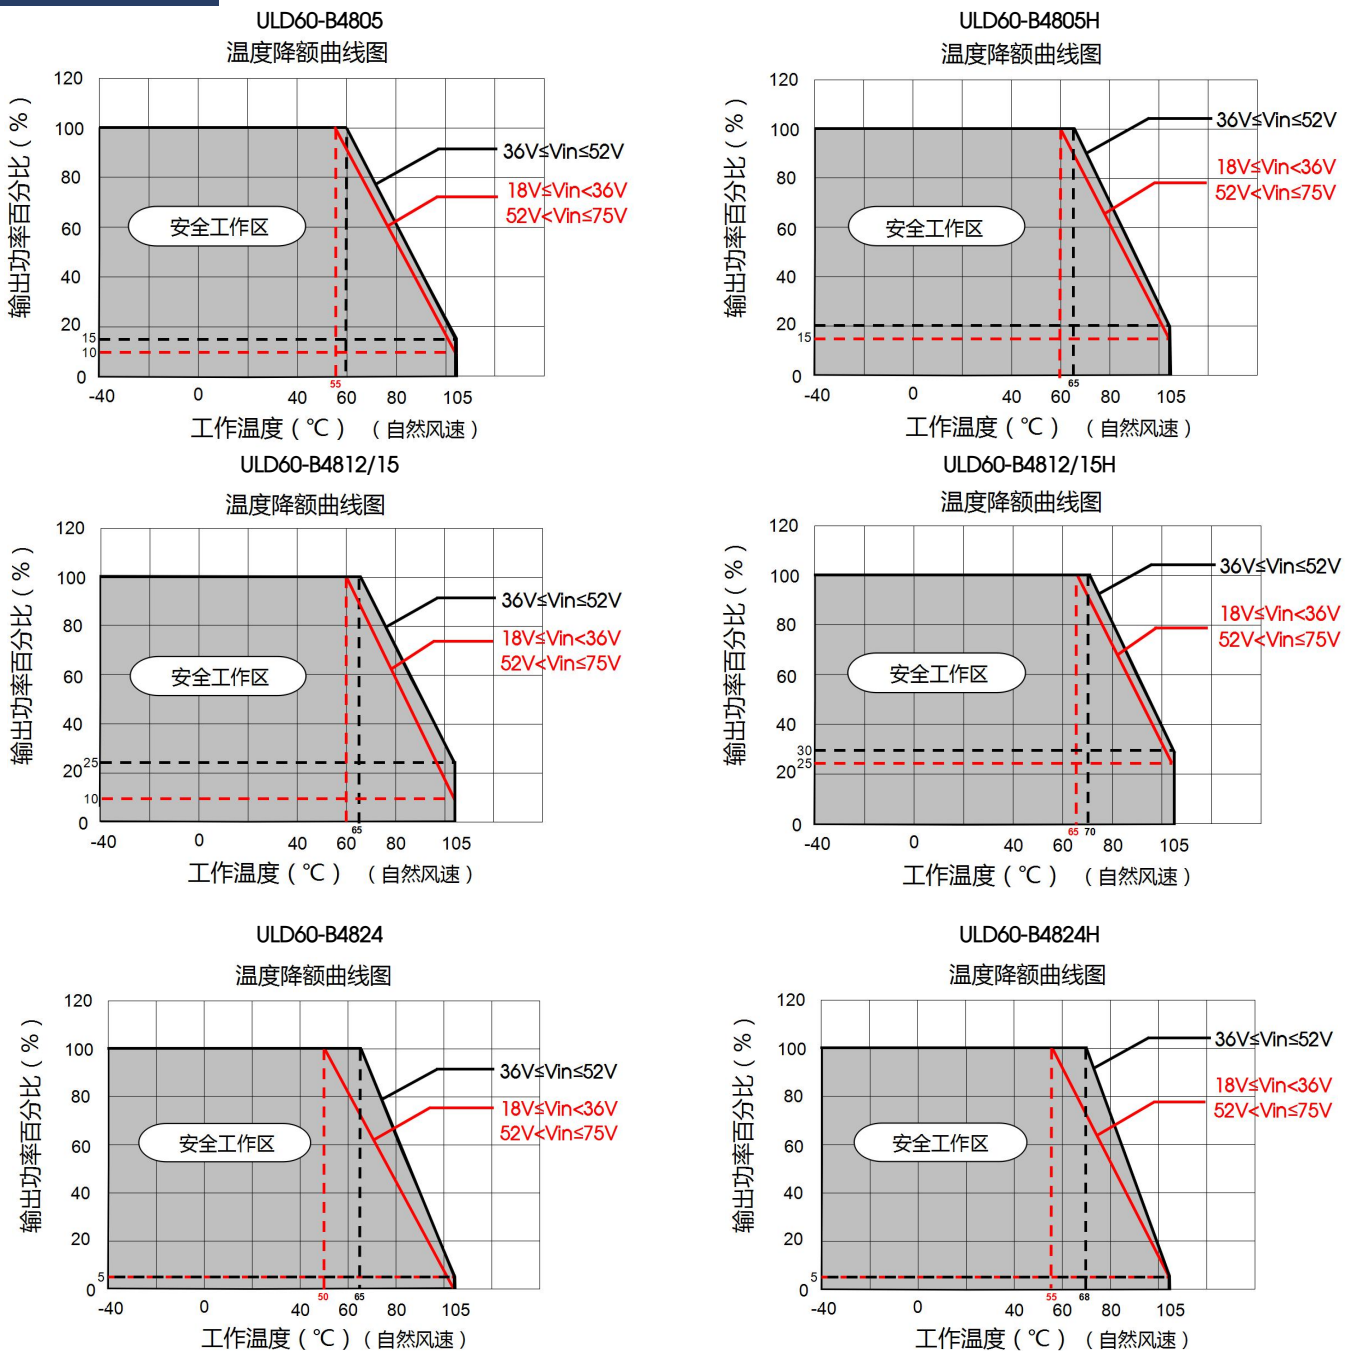 ULD60-B4805
温度降额曲线图
输出功率百分比（%）
120
100
80
60
40
20
15
10
0
安全工作区
36V≤Vin≤52V
18V≤Vin<36V
52V<Vin≤75V
55
-40 0 40 60 80 105
工作温度（℃）（自然风速）
ULD60-B4805H
温度降额曲线图
输出功率百分比（%）
120
100
80
60
40
20
15
0
安全工作区
36V≤Vin≤52V
18V≤Vin<36V
52V<Vin≤75V
60 65
-40 0 40 60 80 105
工作温度（℃）（自然风速）
ULD60-B4812/15
温度降额曲线图
输出功率百分比（%）
120
100
80
60
40
20
25
10
0
安全工作区
36V≤Vin≤52V
18V≤Vin<36V
52V<Vin≤75V
65
-40 0 40 60 80 105
工作温度（℃）（自然风速）
ULD60-B4812/15H
温度降额曲线图
输出功率百分比（%）
120
100
80
60
40
30
20
25
0
安全工作区
36V≤Vin≤52V
18V≤Vin<36V
52V<Vin≤75V
65 70
-40 0 40 60 80 105
工作温度（℃）（自然风速）
ULD60-B4824
温度降额曲线图
输出功率百分比（%）
120
100
80
60
40
20
5
0
安全工作区
36V≤Vin≤52V
18V≤Vin<36V
52V<Vin≤75V
50 65
-40 0 40 60 80 105
工作温度（℃）（自然风速）
ULD60-B4824H
温度降额曲线图
输出功率百分比（%）
120
100
80
60
40
20
5
0
安全工作区
36V≤Vin≤52V
18V≤Vin<36V
52V<Vin≤75V
55 68
-40 0 40 60 80 105
工作温度（℃）（自然风速）